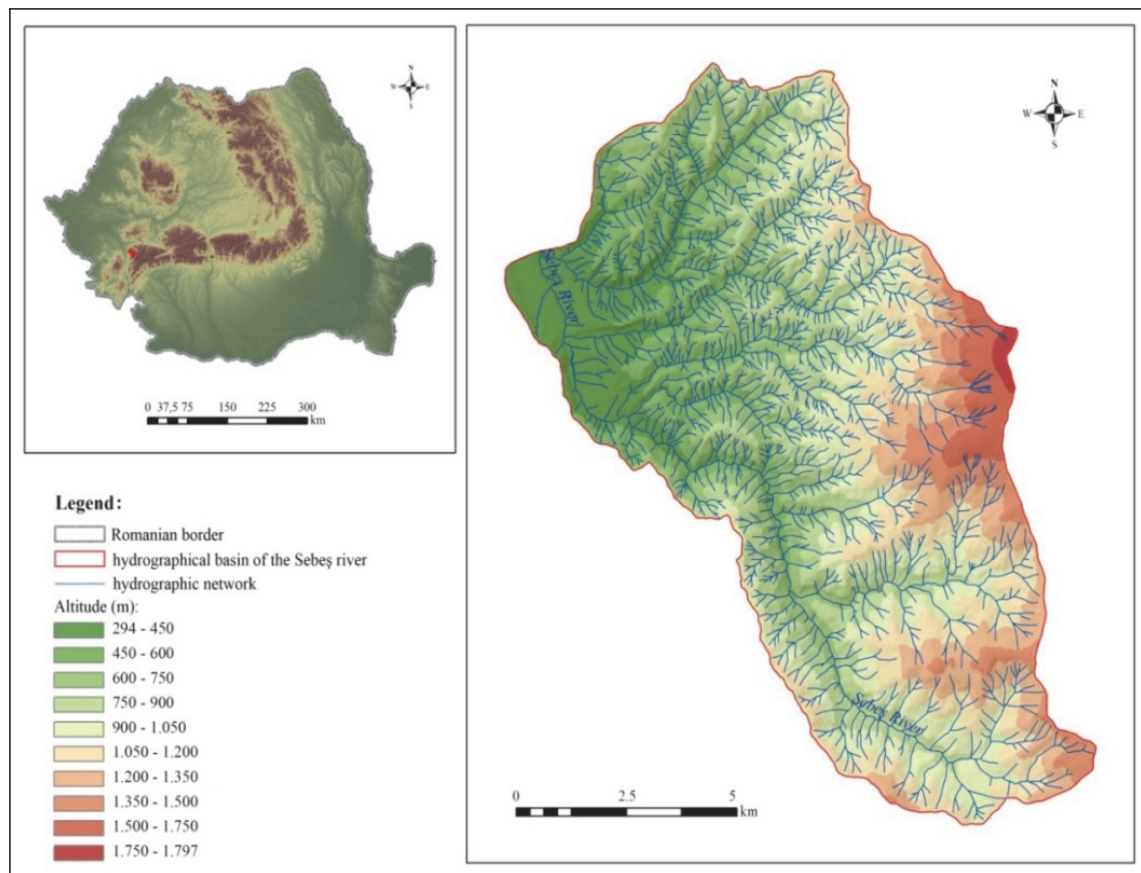 N
W E
S
0 37,5 75 150 225 300
km
Legend:
Romanian border
hydrographical basin of the Sebeş river
hydrographic network
Altitude (m):
294 - 450
450 - 600
600 - 750
750 - 900
900 - 1.050
1.050 - 1.200
1.200 - 1.350
1.350 - 1.500
1.500 - 1.750
1.750 - 1.797
N
W E
S
Sebeş River
Sebeş River
0 2.5 5
km